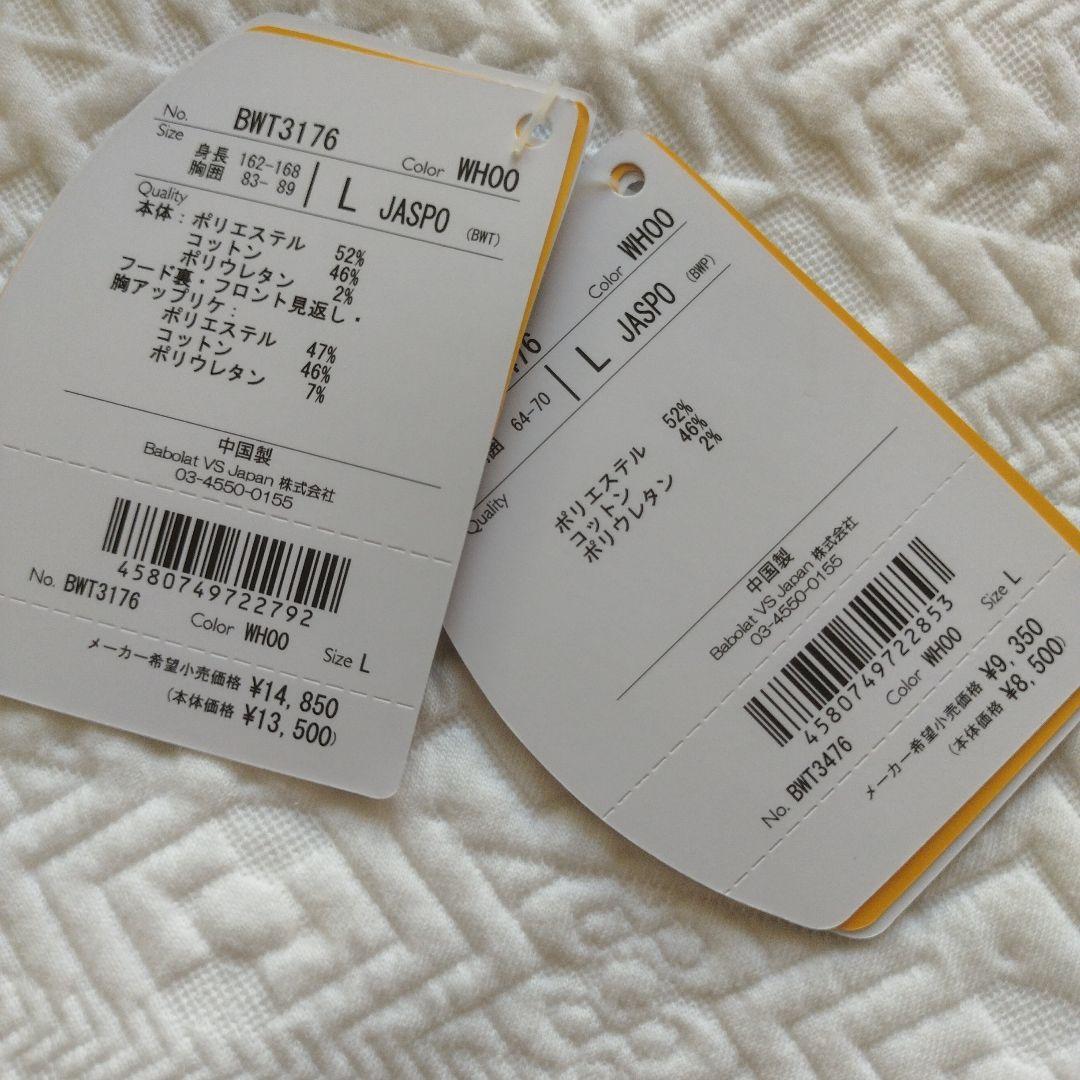 No. BWT3176 Color WH00
Size 身長 162-168
胸囲 83- 89 L JASPO (BWT)
Quality
本体:ポリエステル 52%
コットン 46%
ポリウレタン 2%
フード裏・フロント見返し・
胸アップリケ:
ポリエステル 47%
コットン 46%
ポリウレタン 7%
中国製
Babolat VS Japan 株式会社
03-4550-0155
4580749722792
No. BWT3176 Color WH00 Size L
メーカー希望小売価格 ¥14,850
(本体価格 ¥13,500)
Color WH00
64-70 L JASPO (BWP)
Quality
ポリエステル 52%
コットン 46%
ポリウレタン 2%
中国製
Babolat VS Japan 株式会社
03-4550-0155
4580749722853
No. BWT3476 Color WH00 Size L
メーカー希望小売価格 ¥9,350
(本体価格 ¥8,500)